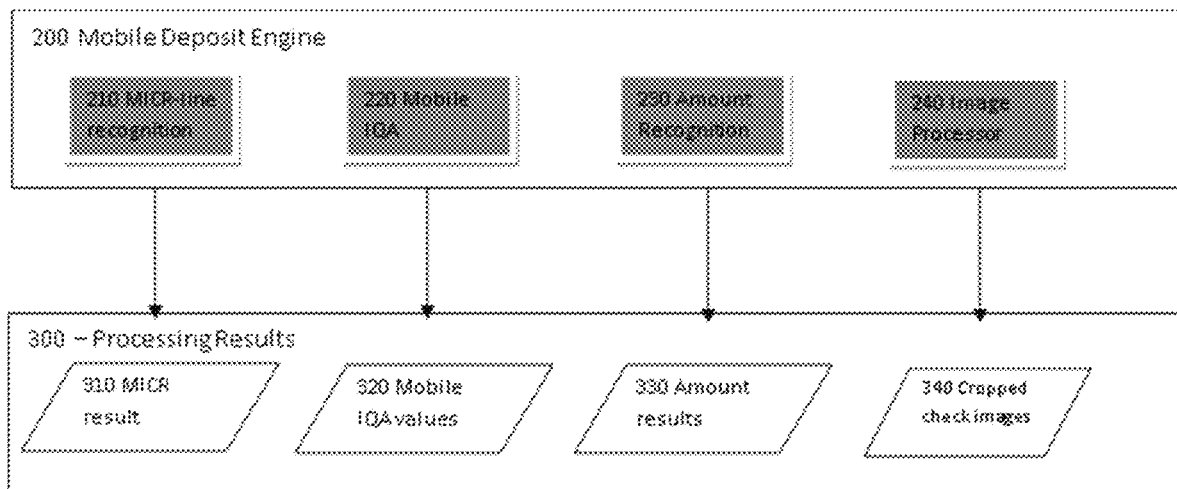 200 Mobile Deposit Engine
210 MICR-line
recognition
220 Mobile
IQA
230 Amount
Recognition
240 Image
Processor
300 – Processing Results
310 MICR
result
320 Mobile
IQA values
330 Amount
results
340 Cropped
check images